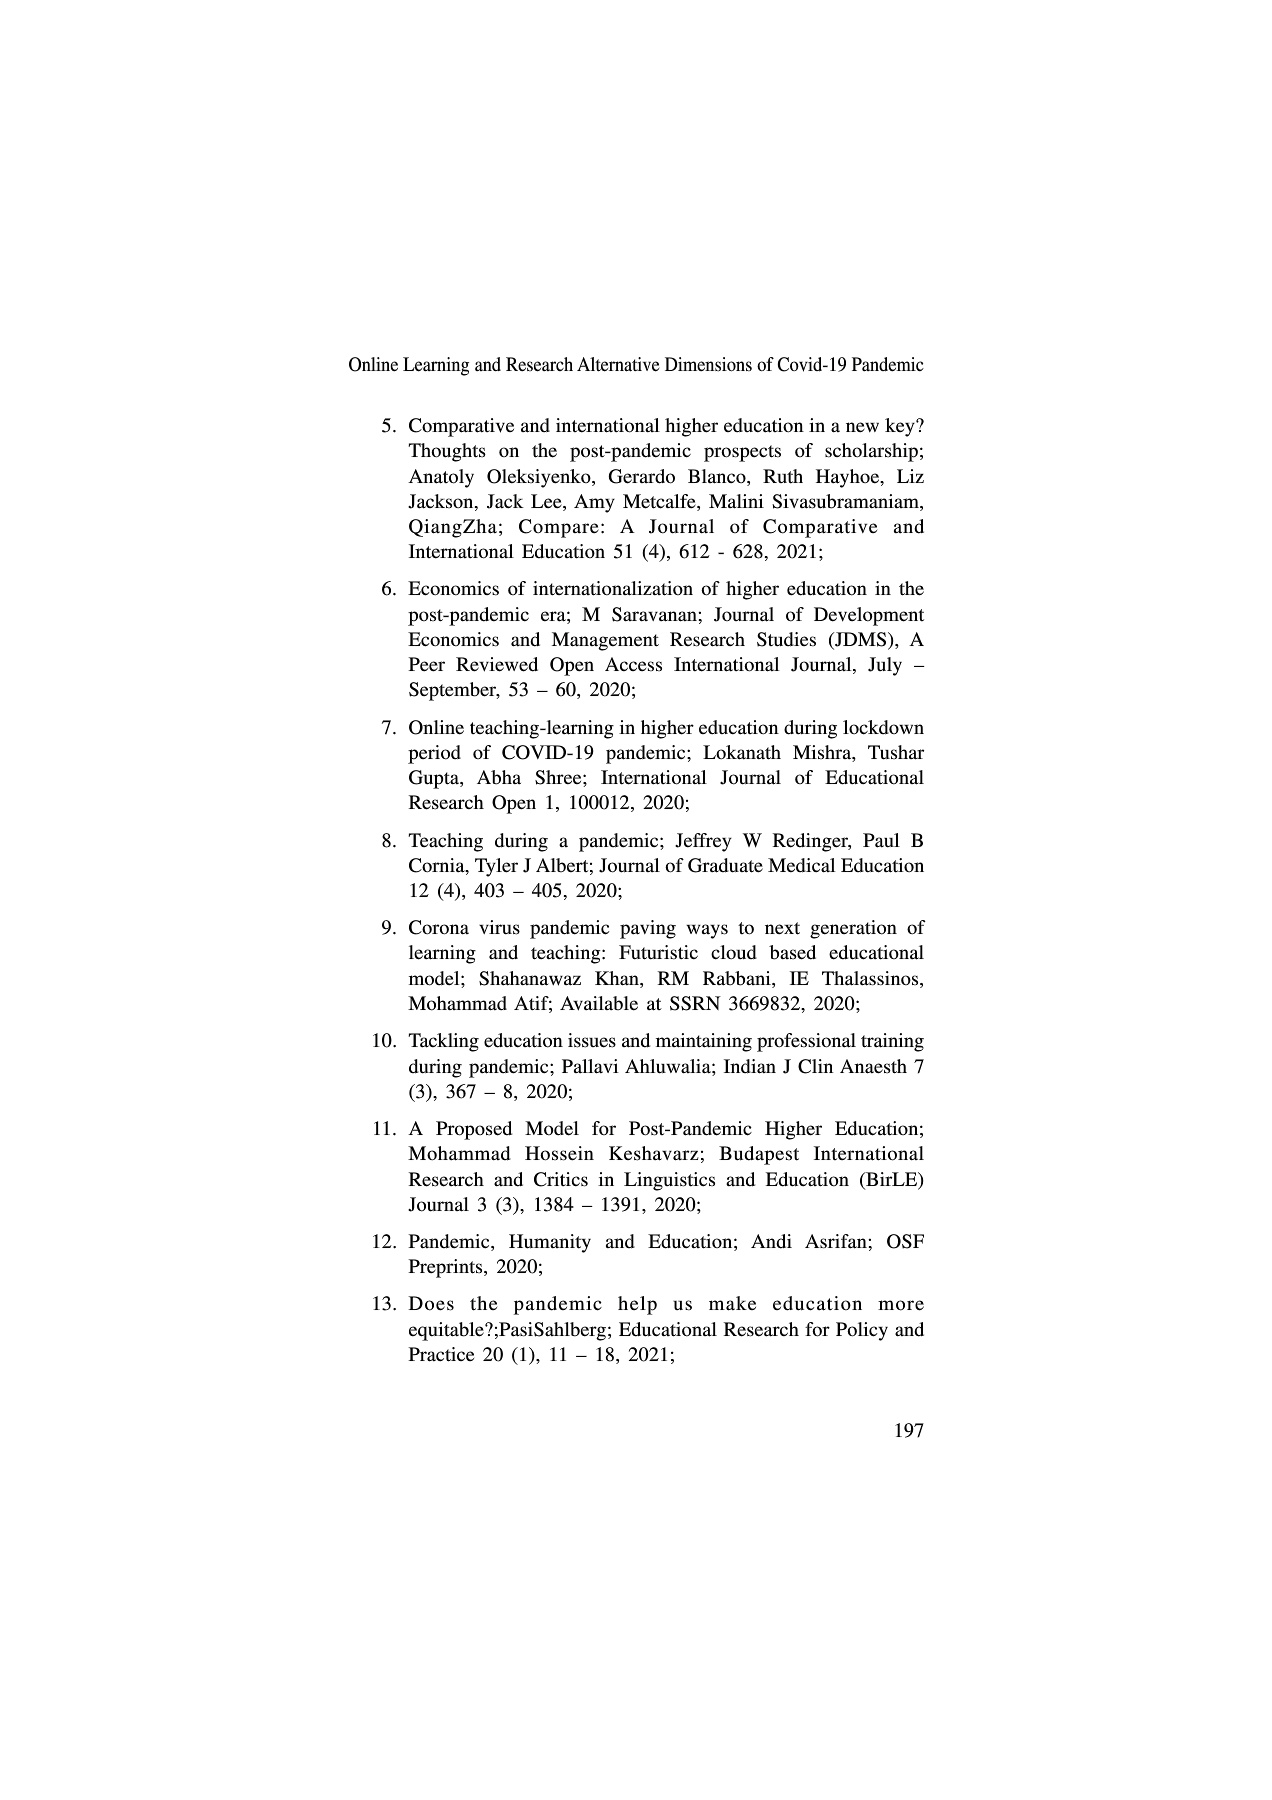 Online Learning and Research Alternative Dimensions of Covid-19 Pandemic
5. Comparative and international higher education in a new key?
Thoughts on the post-pandemic prospects of scholarship;
Anatoly Oleksiyenko, Gerardo Blanco, Ruth Hayhoe, Liz
Jackson, Jack Lee, Amy Metcalfe, Malini Sivasubramaniam,
QiangZha; Compare: A Journal of Comparative and
International Education 51 (4), 612 - 628, 2021;
6. Economics of internationalization of higher education in the
post-pandemic era; M Saravanan; Journal of Development
Economics and Management Research Studies (JDMS), A
Peer Reviewed Open Access International Journal, July –
September, 53 – 60, 2020;
7. Online teaching-learning in higher education during lockdown
period of COVID-19 pandemic; Lokanath Mishra, Tushar
Gupta, Abha Shree; International Journal of Educational
Research Open 1, 100012, 2020;
8. Teaching during a pandemic; Jeffrey W Redinger, Paul B
Cornia, Tyler J Albert; Journal of Graduate Medical Education
12 (4), 403 – 405, 2020;
9. Corona virus pandemic paving ways to next generation of
learning and teaching: Futuristic cloud based educational
model; Shahanawaz Khan, RM Rabbani, IE Thalassinos,
Mohammad Atif; Available at SSRN 3669832, 2020;
10. Tackling education issues and maintaining professional training
during pandemic; Pallavi Ahluwalia; Indian J Clin Anaesth 7
(3), 367 – 8, 2020;
11. A Proposed Model for Post-Pandemic Higher Education;
Mohammad Hossein Keshavarz; Budapest International
Research and Critics in Linguistics and Education (BirLE)
Journal 3 (3), 1384 – 1391, 2020;
12. Pandemic, Humanity and Education; Andi Asrifan; OSF
Preprints, 2020;
13. Does the pandemic help us make education more
equitable?;PasiSahlberg; Educational Research for Policy and
Practice 20 (1), 11 – 18, 2021;
197